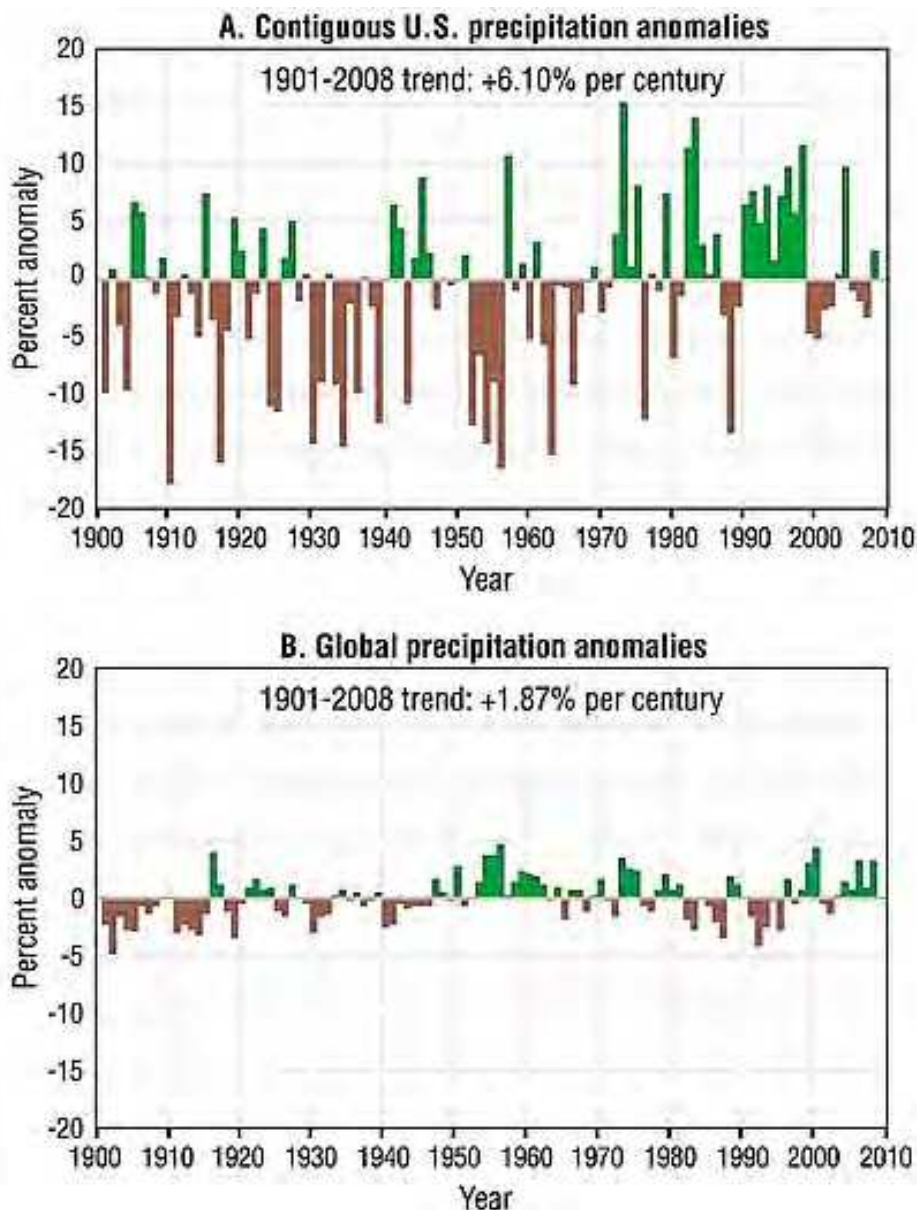 A. Contiguous U.S. precipitation anomalies
1901-2008 trend: +6.10% per century
Percent anomaly
20
15
10
5
0
-5
-10
-15
-20
1900 1910 1920 1930 1940 1950 1960 1970 1980 1990 2000 2010
Year
B. Global precipitation anomalies
1901-2008 trend: +1.87% per century
Percent anomaly
20
15
10
5
0
-5
-10
-15
-20
1900 1910 1920 1930 1940 1950 1960 1970 1980 1990 2000 2010
Year